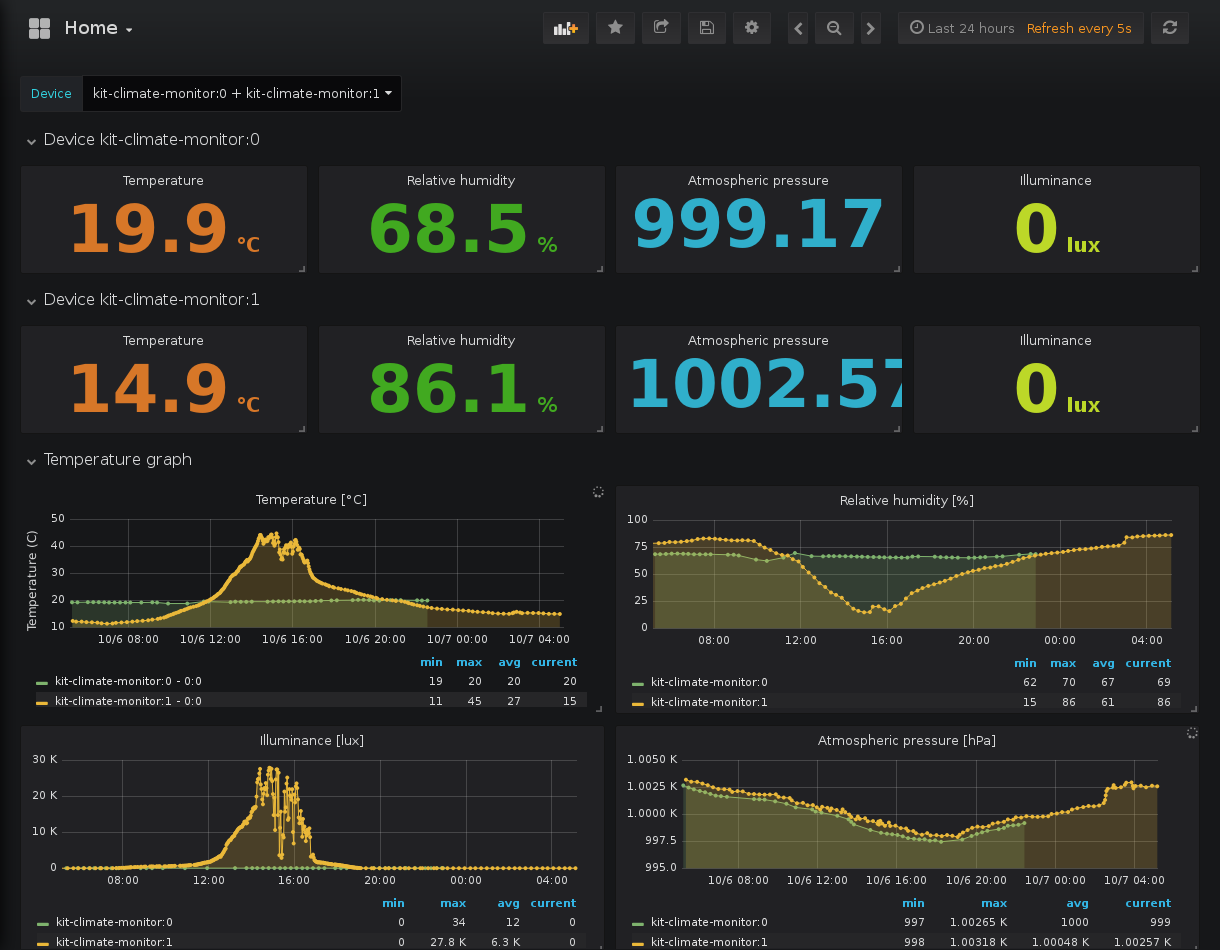 Home
Last 24 hours Refresh every 5s
Device kit-climate-monitor:0 + kit-climate-monitor:1
Device kit-climate-monitor:0
Temperature Relative humidity Atmospheric pressure Illuminance
19.9 °C 68.5 % 999.17 0 lux
Device kit-climate-monitor:1
Temperature Relative humidity Atmospheric pressure Illuminance
14.9 °C 86.1 % 1002.57 0 lux
Temperature graph
Temperature [°C]
Temperature (C)
50
40
30
20
10
10/6 08:00 10/6 12:00 10/6 16:00 10/6 20:00 10/7 00:00 10/7 04:00
min max avg current
kit-climate-monitor:0 - 0:0 19 20 20 20
kit-climate-monitor:1 - 0:0 11 45 27 15
Relative humidity [%]
100
75
50
25
0
08:00 12:00 16:00 20:00 00:00 04:00
min max avg current
kit-climate-monitor:0 62 70 67 69
kit-climate-monitor:1 15 86 61 86
Illuminance [lux]
30 K
20 K
10 K
0
08:00 12:00 16:00 20:00 00:00 04:00
min max avg current
kit-climate-monitor:0 0 34 12 0
kit-climate-monitor:1 0 27.8 K 6.3 K 0
Atmospheric pressure [hPa]
1.0050 K
1.0025 K
1.0000 K
997.5
995.0
10/6 08:00 10/6 12:00 10/6 16:00 10/6 20:00 10/7 00:00 10/7 04:00
min max avg current
kit-climate-monitor:0 997 1.00265 K 1000 999
kit-climate-monitor:1 998 1.00318 K 1.00048 K 1.00257 K